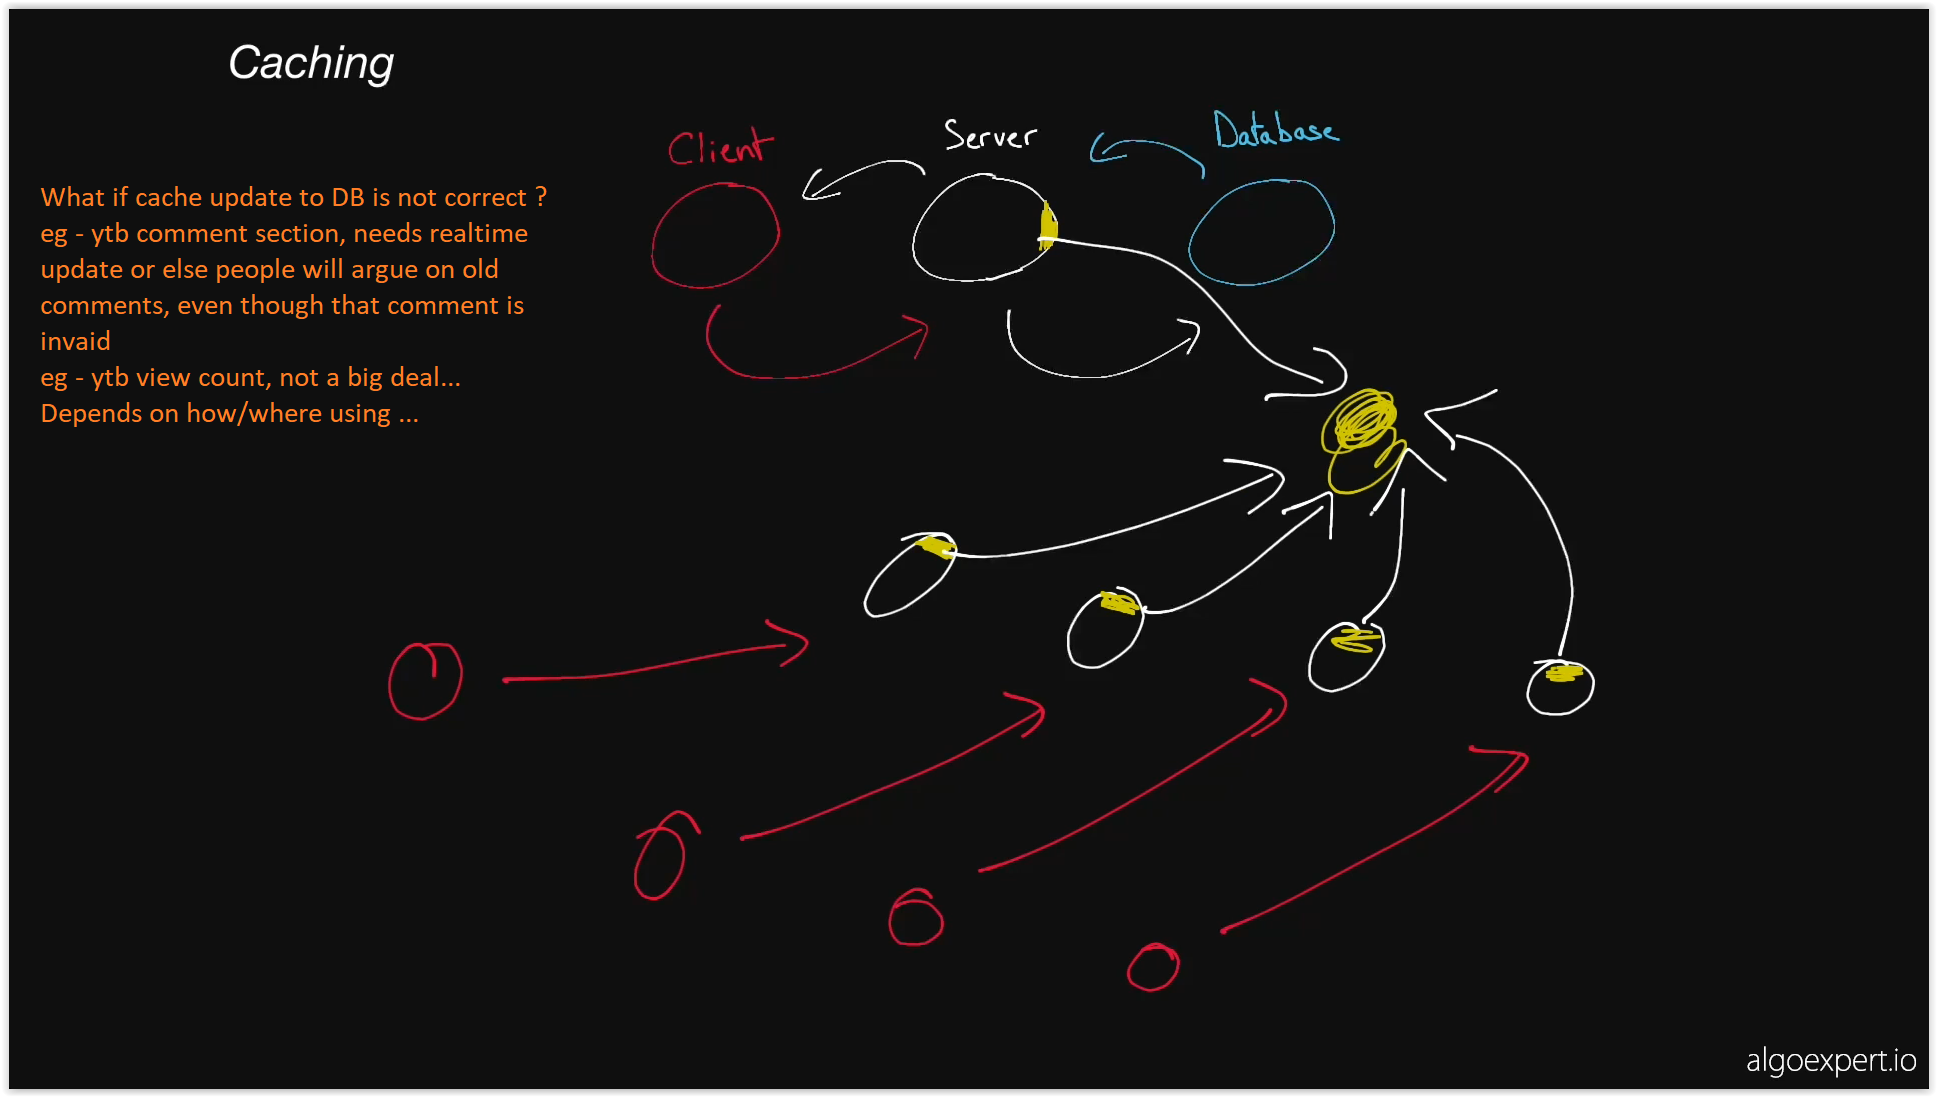 Caching
Client
Server
Database
What if cache update to DB is not correct ?
eg - ytb comment section, needs realtime
update or else people will argue on old
comments, even though that comment is
invaid
eg - ytb view count, not a big deal...
Depends on how/where using ...
algoexpert.io